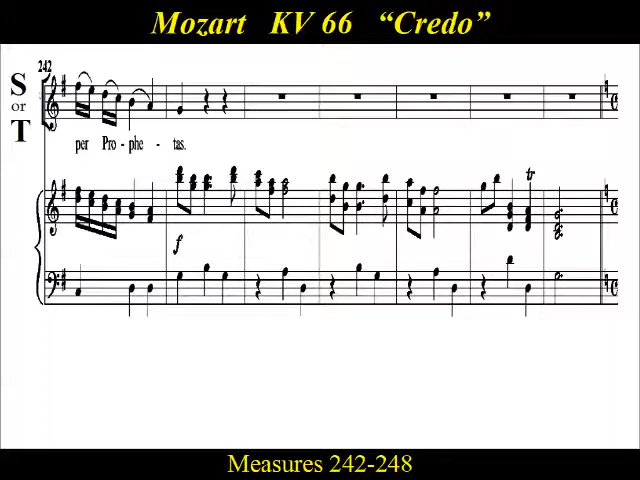 Mozart KV 66 “Credo”
242
S
or
T
per Pro - phe - tas.
tr
f
Measures 242-248